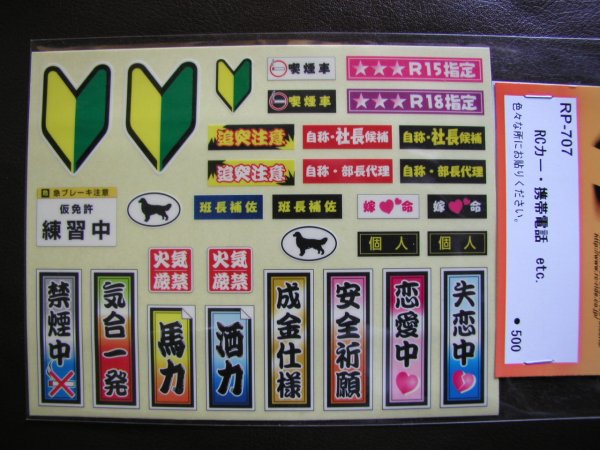 喫煙車
★★★R15指定
喫煙車
★★★R18指定
追突注意
自称・社長候補
自称・社長候補
追突注意
自称・部長代理
自称・部長代理
急ブレーキ注意
仮免許
練習中
班長補佐
班長補佐
嫁命
嫁命
個人
個人
火気
厳禁
火気
厳禁
禁煙中
気合一発
馬力
酒力
成金仕様
安全祈願
恋愛中
失恋中
RP-707
RCカー・携帯電話 etc.
色々な所にお貼りください。
●500